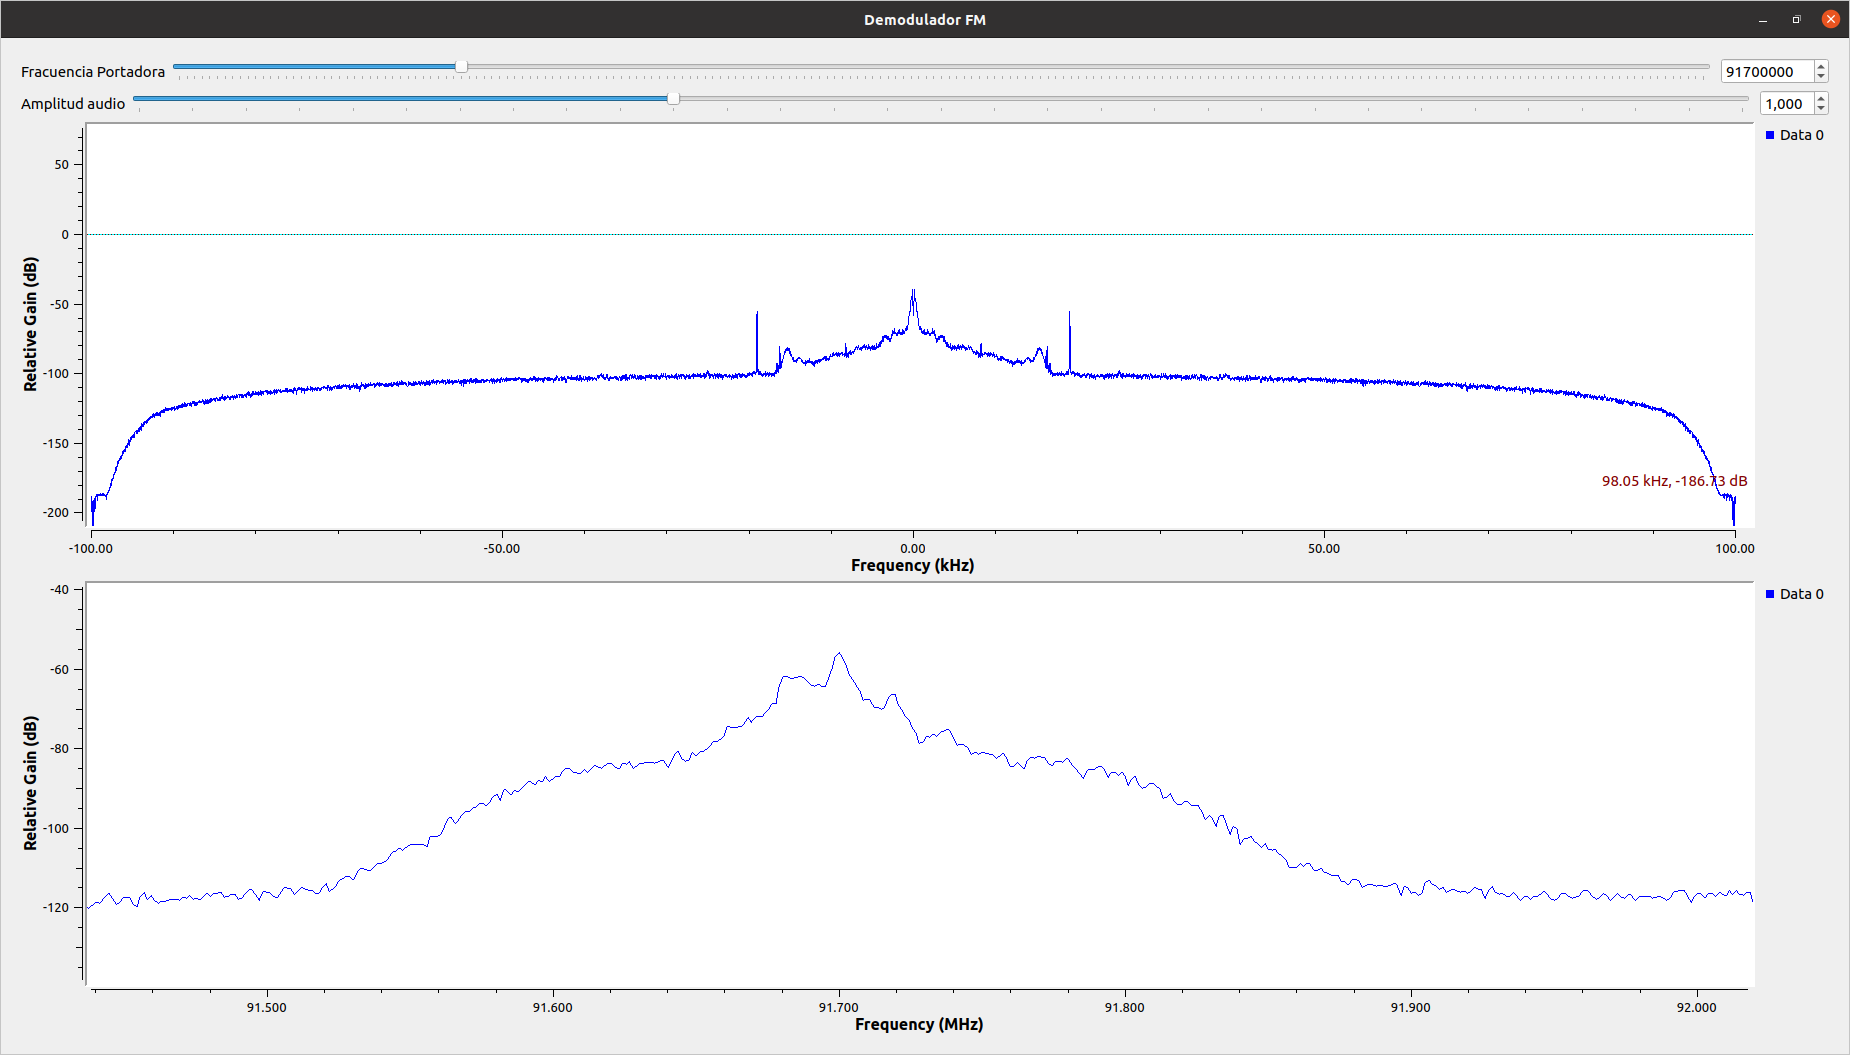 Demodulador FM
Fracuencia Portadora
91700000
Amplitud audio
1,000
Data 0
50
0
-50
-100
-150
-200
Relative Gain (dB)
98.05 kHz, -186.73 dB
-100.00 -50.00 0.00 50.00 100.00
Frequency (kHz)
Data 0
-40
-60
-80
-100
-120
Relative Gain (dB)
91.500 91.600 91.700 91.800 91.900 92.000
Frequency (MHz)